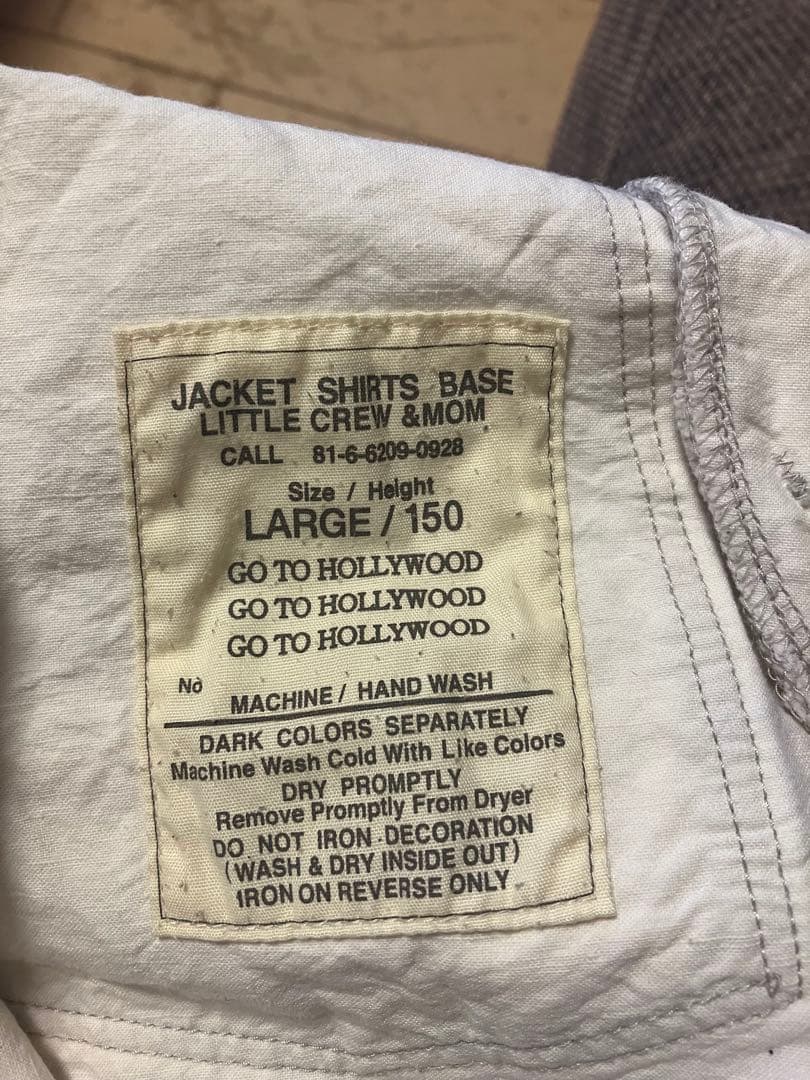 JACKET SHIRTS BASE
LITTLE CREW &MOM
CALL 81-6-6209-0928
Size / Height
LARGE / 150
GO TO HOLLYWOOD
GO TO HOLLYWOOD
GO TO HOLLYWOOD
Nò MACHINE / HAND WASH
DARK COLORS SEPARATELY
Machine Wash Cold With Like Colors
DRY PROMPTLY
Remove Promptly From Dryer
DO NOT IRON DECORATION
(WASH & DRY INSIDE OUT)
IRON ON REVERSE ONLY